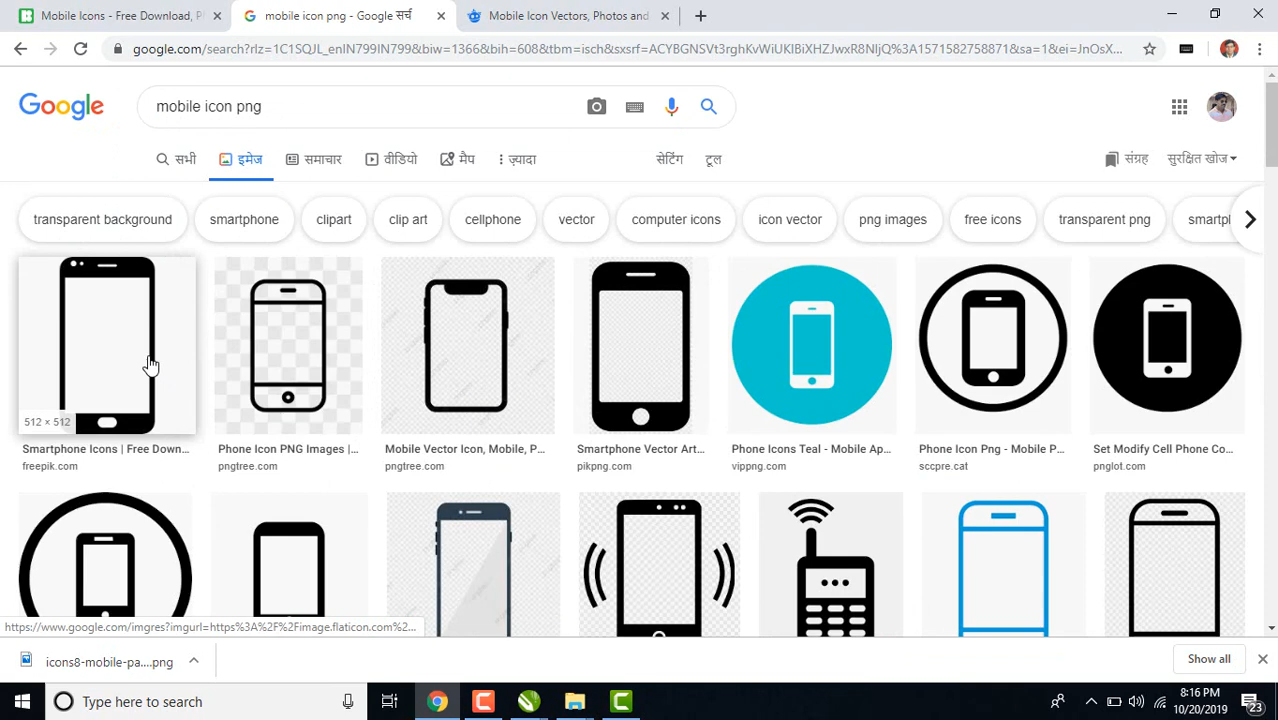 Mobile Icons - Free Download, P
mobile icon png - Google सर्च
Mobile Icon Vectors, Photos and
google.com/search?rlz=1C1SQJL_enIN799IN799&biw=1366&bih=608&tbm=isch&sxsrf=ACYBGNSVt3rghKvWiUKIBiXHZJwxR8NljQ%3A1571582758871&sa=1&ei=JnOsX...
Google
mobile icon png
सभी
इमेज
समाचार
वीडियो
मैप
ज़्यादा
सेटिंग
टूल
संग्रह
सुरक्षित खोज
transparent background
smartphone
clipart
clip art
cellphone
vector
computer icons
icon vector
png images
free icons
transparent png
smartpl
512 × 512
Smartphone Icons | Free Down...
freepik.com
Phone Icon PNG Images |...
pngtree.com
Mobile Vector Icon, Mobile, P...
pngtree.com
Smartphone Vector Art...
pikpng.com
Phone Icons Teal - Mobile Ap...
vippng.com
Phone Icon Png - Mobile P...
sccpre.cat
Set Modify Cell Phone Co...
pnglot.com
https://www.google.com/imgres?imgurl=https%3A%2F%2Fimage.flaticon.com%2...
icons8-mobile-pa....png
Show all
Type here to search
8:16 PM
10/20/2019
23